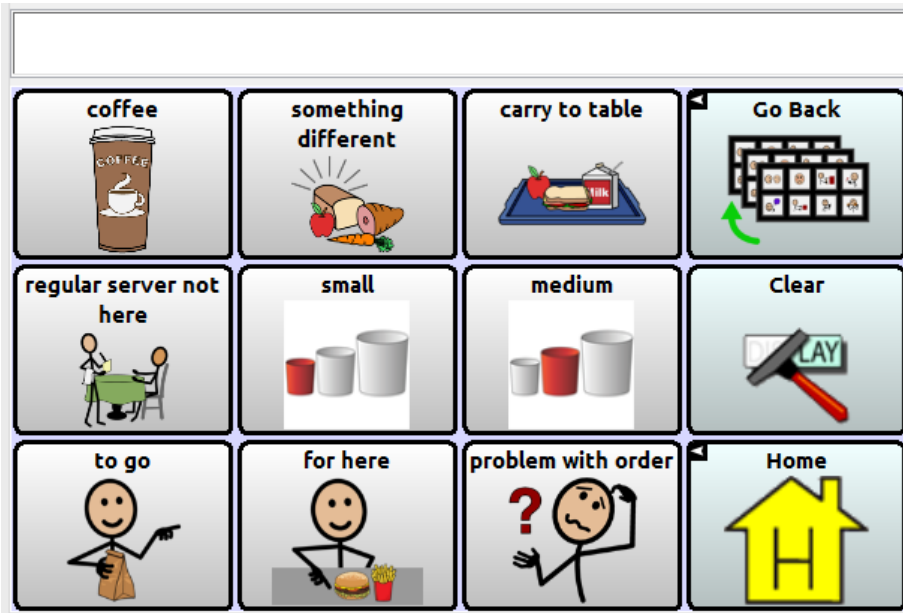 coffee
COFFEE
something
different
carry to table
Milk
Go Back
regular server not
here
small
medium
Clear
DISPLAY
to go
for here
problem with order
?
Home
H